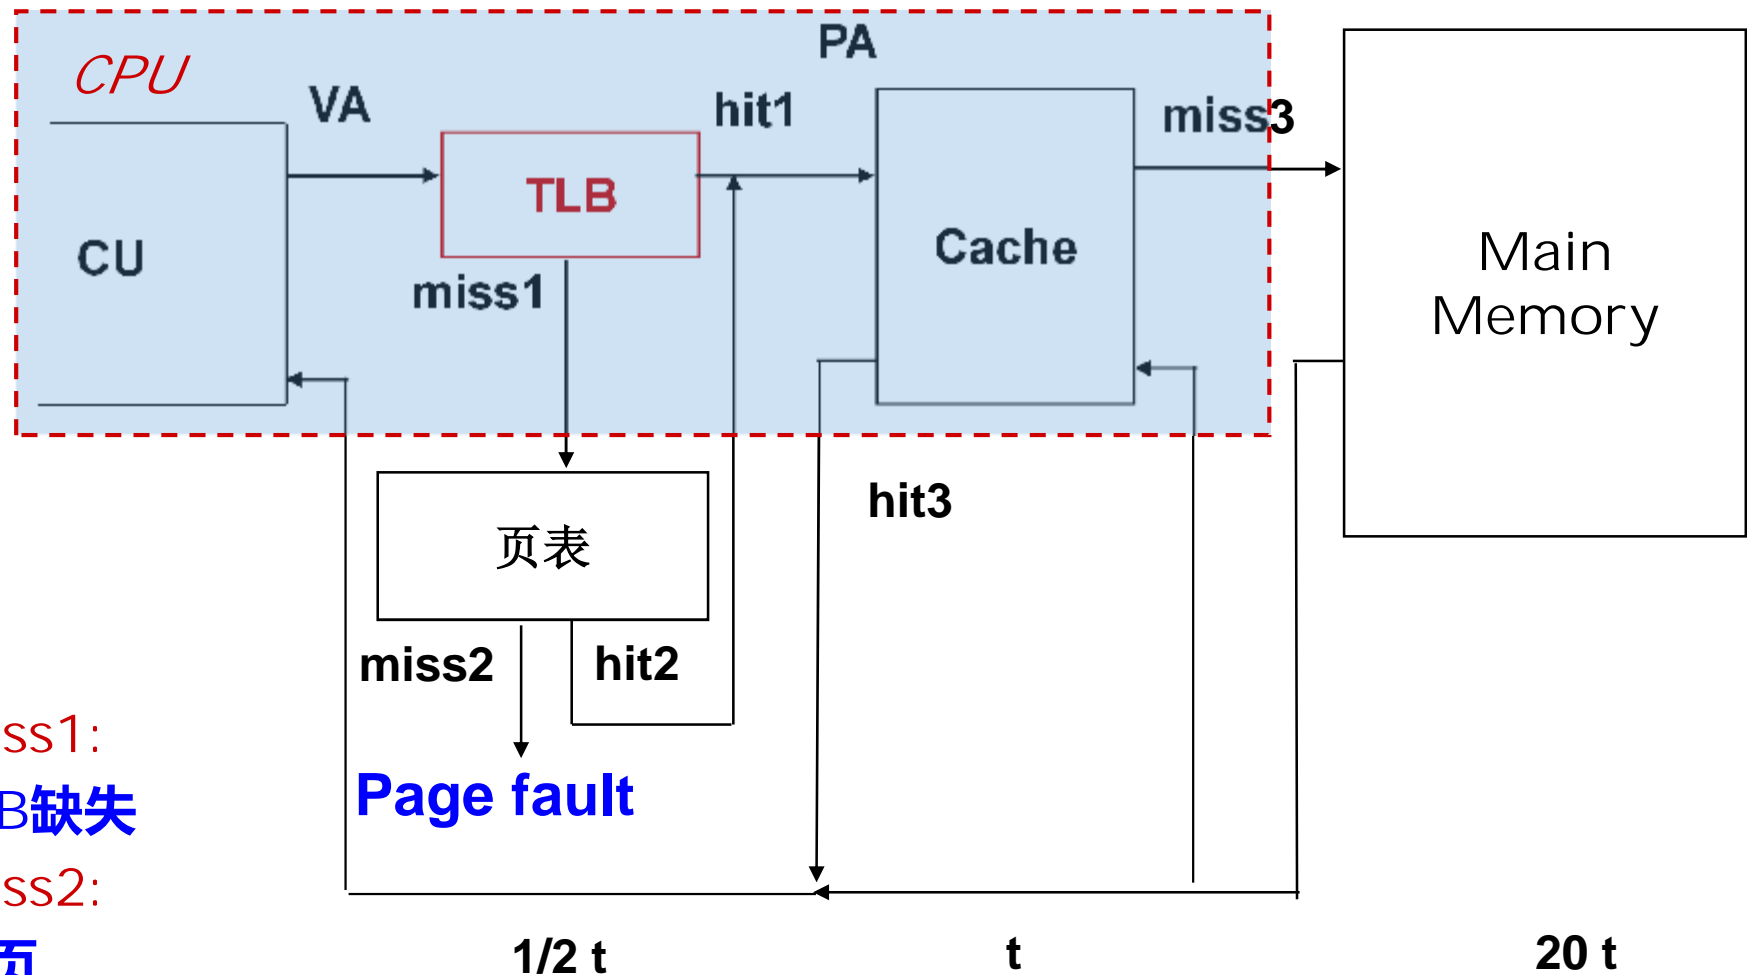 CPU
PA
VA
hit1
miss3
TLB
CU
Cache
Main
Memory
miss1
hit3
页表
miss2
hit2
ss1:
B缺失
Page fault
ss2:
页
1/2 t
t
20 t